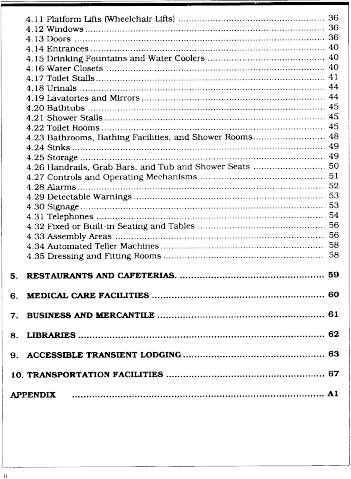 4.11 Platform Lifts (Wheelchair Lifts) ........ 36
4.12 Windows ........ 36
4.13 Doors ........ 36
4.14 Entrances ........ 40
4.15 Drinking Fountains and Water Coolers ........ 40
4.16 Water Closets ........ 40
4.17 Toilet Stalls ........ 41
4.18 Urinals ........ 44
4.19 Lavatories and Mirrors ........ 44
4.20 Bathtubs ........ 45
4.21 Shower Stalls ........ 45
4.22 Toilet Rooms ........ 45
4.23 Bathrooms, Bathing Facilities, and Shower Rooms ........ 48
4.24 Sinks ........ 49
4.25 Storage ........ 49
4.26 Handrails, Grab Bars, and Tub and Shower Seats ........ 50
4.27 Controls and Operating Mechanisms ........ 51
4.28 Alarms ........ 52
4.29 Detectable Warnings ........ 53
4.30 Signage ........ 53
4.31 Telephones ........ 54
4.32 Fixed or Built-in Seating and Tables ........ 56
4.33 Assembly Areas ........ 56
4.34 Automated Teller Machines ........ 58
4.35 Dressing and Fitting Rooms ........ 58
5. RESTAURANTS AND CAFETERIAS. ........ 59
6. MEDICAL CARE FACILITIES ........ 60
7. BUSINESS AND MERCANTILE ........ 61
8. LIBRARIES ........ 62
9. ACCESSIBLE TRANSIENT LODGING ........ 63
10. TRANSPORTATION FACILITIES ........ 67
APPENDIX ........ A1
ii